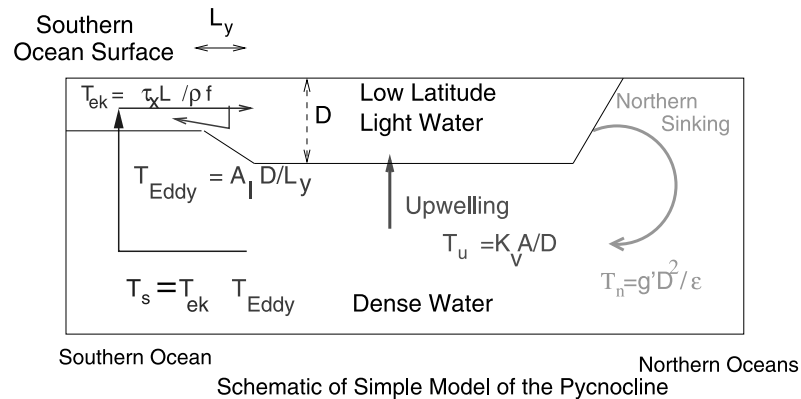 Southern
Ocean Surface
L_y
T_ek = τ_x L /ρ f
D
Low Latitude
Light Water
Northern
Sinking
T_Eddy = A_I D/L_y
Upwelling
T_u =K_v A/D
T_n=g'D^2/ε
T_s =T_ek T_Eddy
Dense Water
Southern Ocean
Northern Oceans
Schematic of Simple Model of the Pycnocline